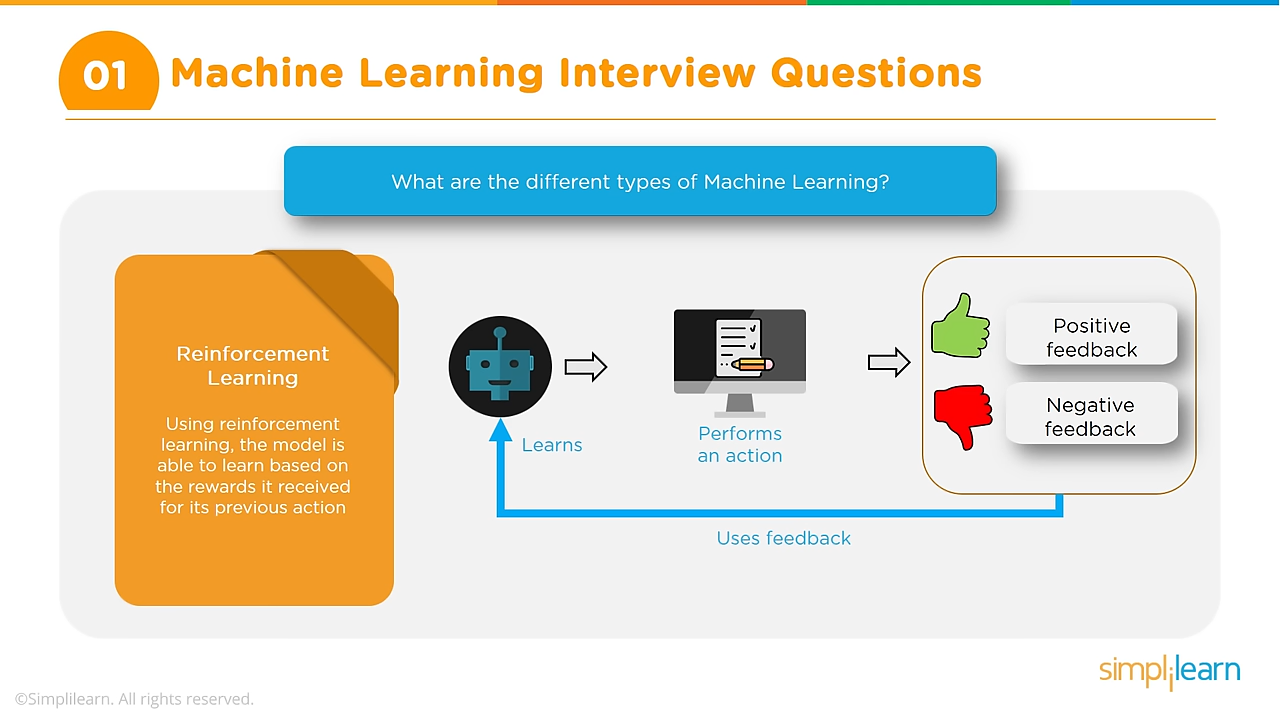 01
Machine Learning Interview Questions
What are the different types of Machine Learning?
Reinforcement
Learning
Using reinforcement
learning, the model is
able to learn based on
the rewards it received
for its previous action
Learns
Performs
an action
Positive
feedback
Negative
feedback
Uses feedback
simplilearn
©Simplilearn. All rights reserved.